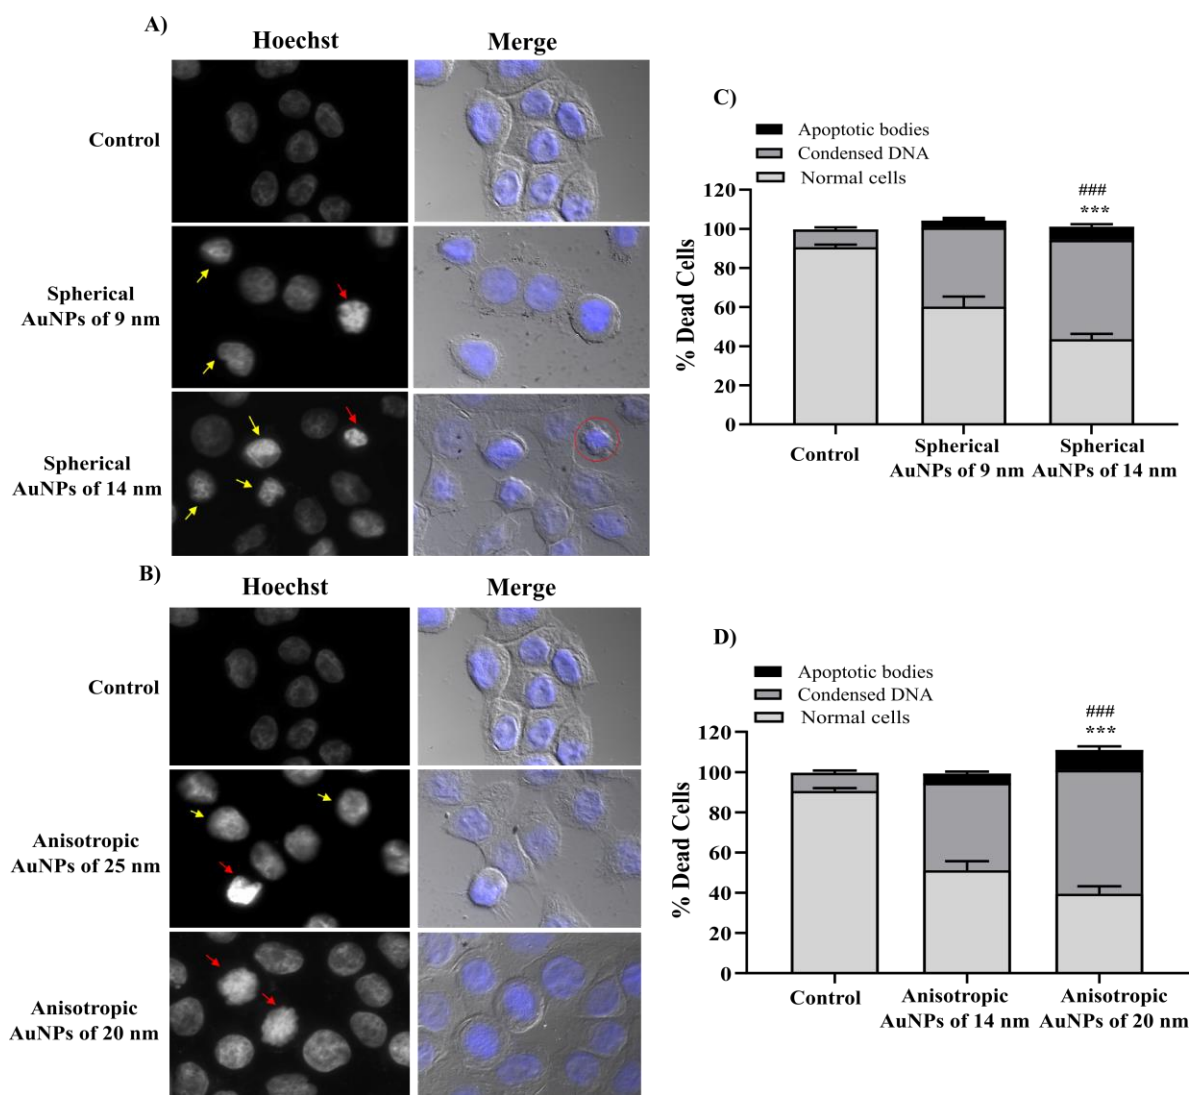 A)
Hoechst
Merge
Control
Spherical
AuNPs of 9 nm
Spherical
AuNPs of 14 nm
C)
Apoptotic bodies
Condensed DNA
Normal cells
% Dead Cells
120
100
80
60
40
20
0
###
***
Control
Spherical
AuNPs of 9 nm
Spherical
AuNPs of 14 nm
B)
Hoechst
Merge
Control
Anisotropic
AuNPs of 25 nm
Anisotropic
AuNPs of 20 nm
D)
Apoptotic bodies
Condensed DNA
Normal cells
% Dead Cells
120
100
80
60
40
20
0
###
***
Control
Anisotropic
AuNPs of 14 nm
Anisotropic
AuNPs of 20 nm